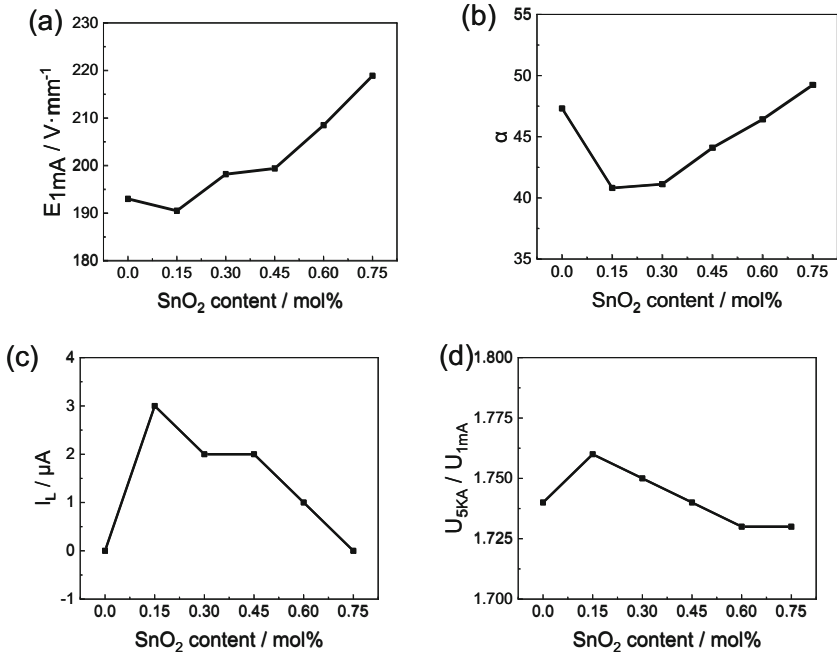 (a)
E1mA / V·mm⁻¹
230
220
210
200
190
180
0.0 0.15 0.30 0.45 0.60 0.75
SnO₂ content / mol%
(b)
α
50
45
40
35
0.0 0.15 0.30 0.45 0.60 0.75
SnO₂ content / mol%
(c)
I_L / μA
4
3
2
1
0
-1
0.0 0.15 0.30 0.45 0.60 0.75
SnO₂ content / mol%
(d)
U5KA / U1mA
1.800
1.775
1.750
1.725
1.700
0.0 0.15 0.30 0.45 0.60 0.75
SnO₂ content / mol%